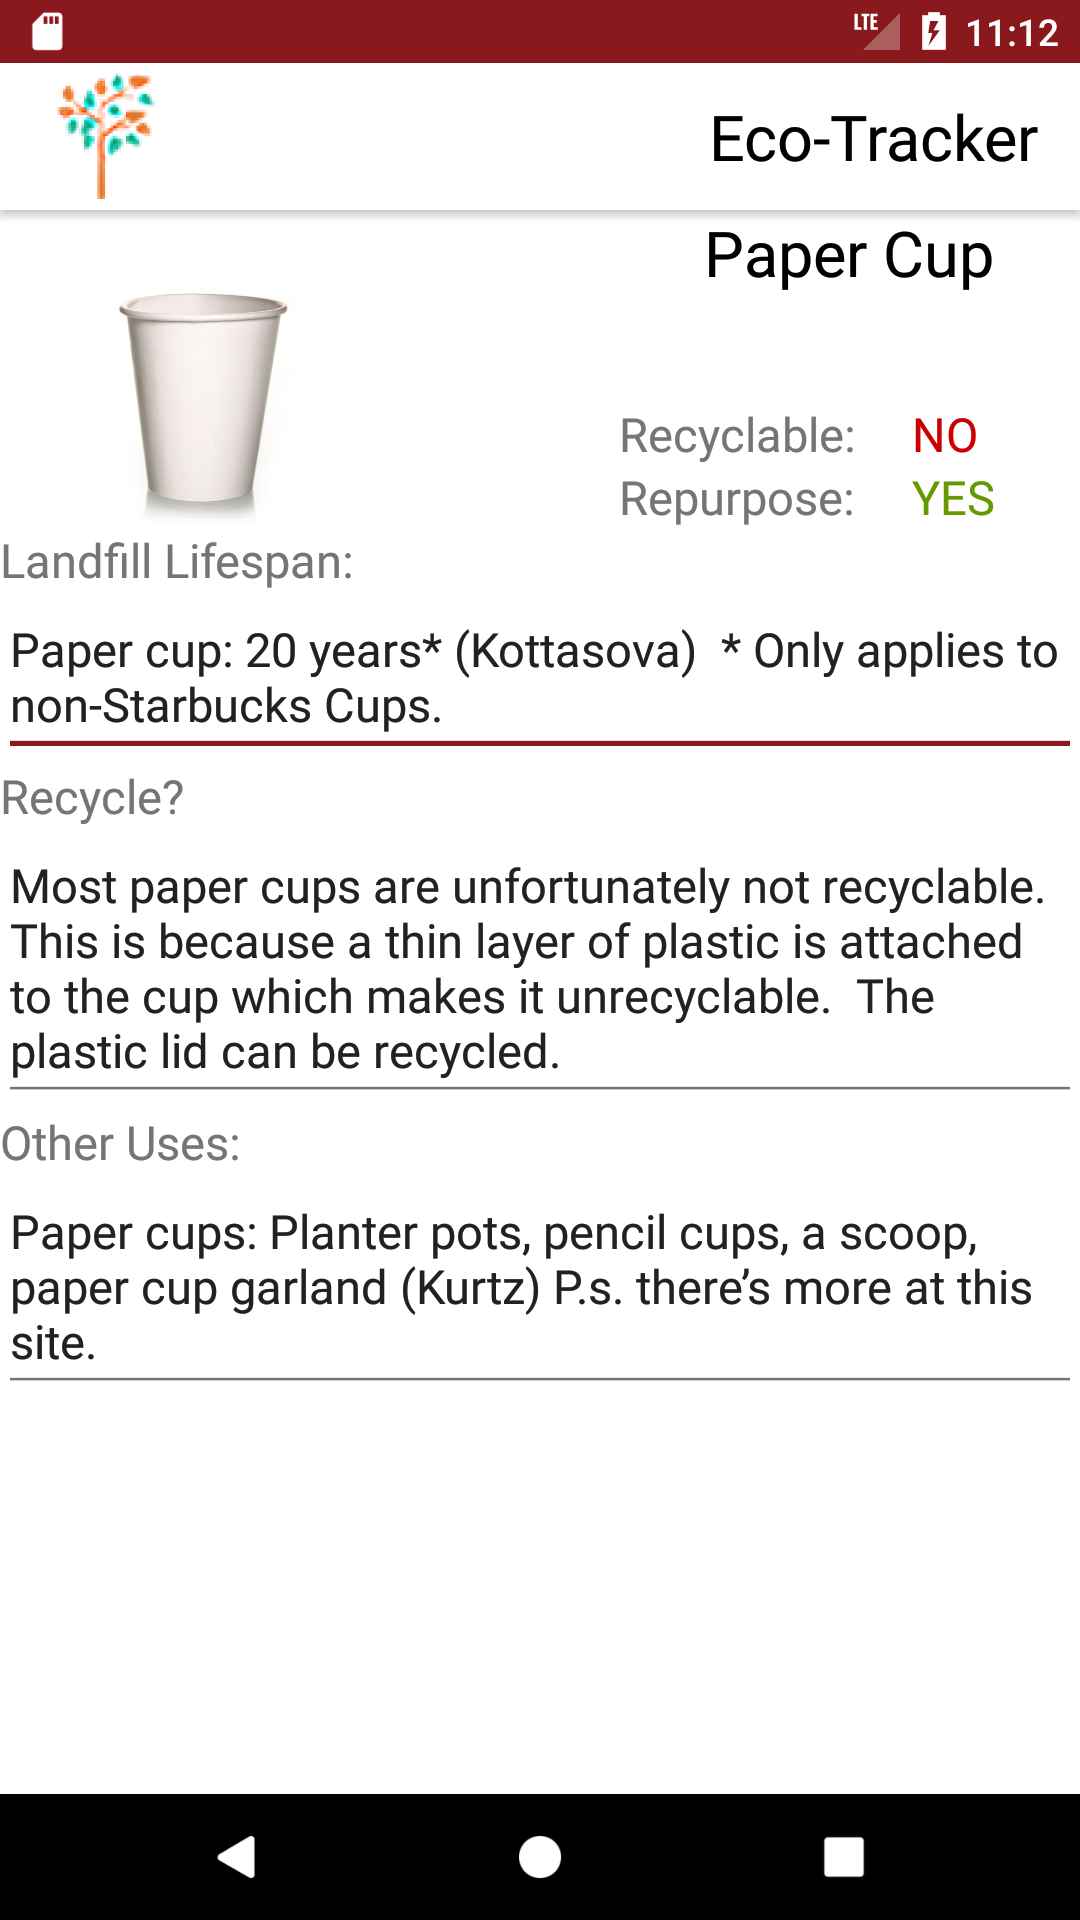 LTE 11:12
Eco-Tracker
Paper Cup
Recyclable: NO
Repurpose: YES
Landfill Lifespan:
Paper cup: 20 years* (Kottasova)  * Only applies to
non-Starbucks Cups.
Recycle?
Most paper cups are unfortunately not recyclable.
This is because a thin layer of plastic is attached
to the cup which makes it unrecyclable.  The
plastic lid can be recycled.
Other Uses:
Paper cups: Planter pots, pencil cups, a scoop,
paper cup garland (Kurtz) P.s. there’s more at this
site.